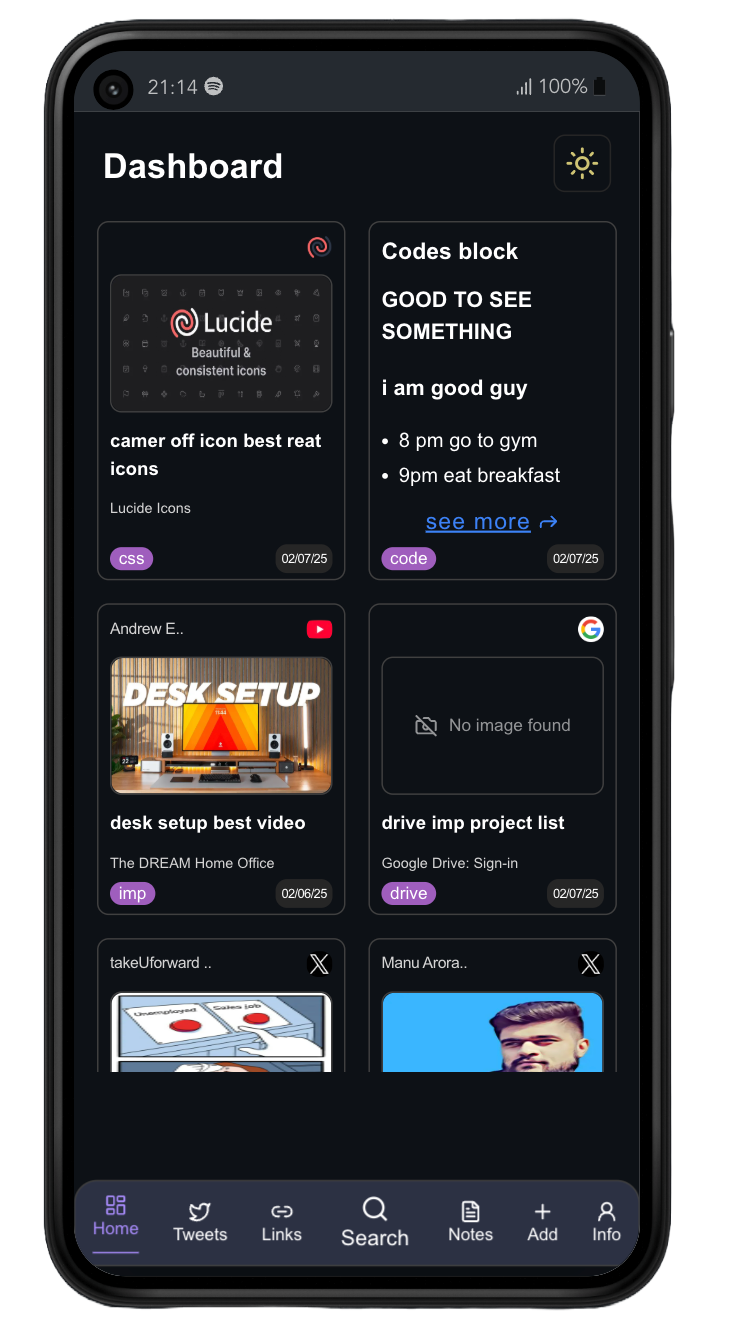 21:14
100%
Dashboard
Lucide
Beautiful &
consistent icons
camer off icon best reat
icons
Lucide Icons
css
02/07/25
Codes block
GOOD TO SEE
SOMETHING
i am good guy
• 8 pm go to gym
• 9pm eat breakfast
see more
code
02/07/25
Andrew E..
DESK SETUP
11:44
22
desk setup best video
The DREAM Home Office
imp
02/06/25
No image found
drive imp project list
Google Drive: Sign-in
drive
02/07/25
takeUforward ..
Unemployed
Sales job
Manu Arora..
Home
Tweets
Links
Search
Notes
Add
Info